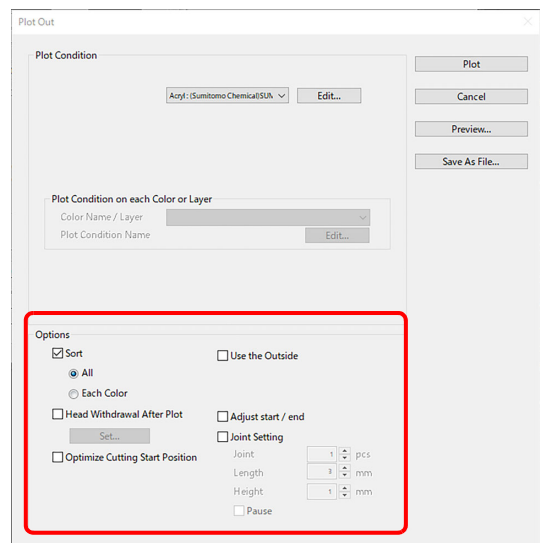 Plot Out
Plot Condition
Acryl : (Sumitomo Chemical)SUM
Edit...
Plot
Cancel
Preview...
Save As File...
Plot Condition on each Color or Layer
Color Name / Layer
Plot Condition Name
Edit...
Options
Sort
All
Each Color
Head Withdrawal After Plot
Set...
Optimize Cutting Start Position
Use the Outside
Adjust start / end
Joint Setting
Joint 1 pcs
Length 3 mm
Height 1 mm
Pause